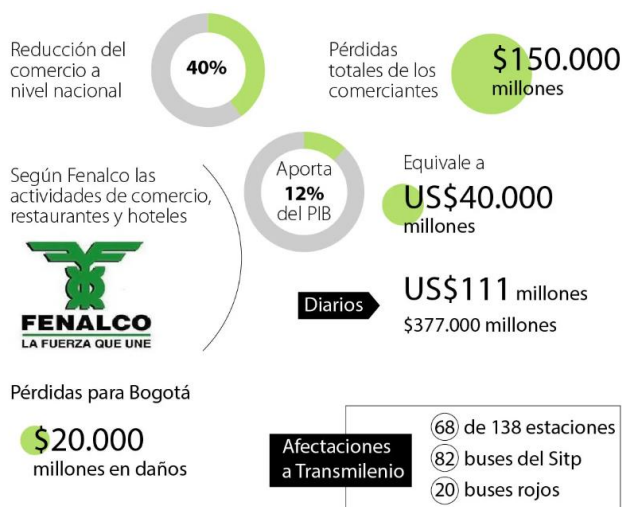 Reducción del
comercio a
nivel nacional
40%
Pérdidas
totales de los
comerciantes
$150.000
millones
Según Fenalco las
actividades de comercio,
restaurantes y hoteles
FENALCO
LA FUERZA QUE UNE
Aporta
12%
del PIB
Equivale a
US$40.000
millones
Diarios
US$111 millones
$377.000 millones
Pérdidas para Bogotá
$20.000
millones en daños
Afectaciones
a Transmilenio
68 de 138 estaciones
82 buses del Sitp
20 buses rojos